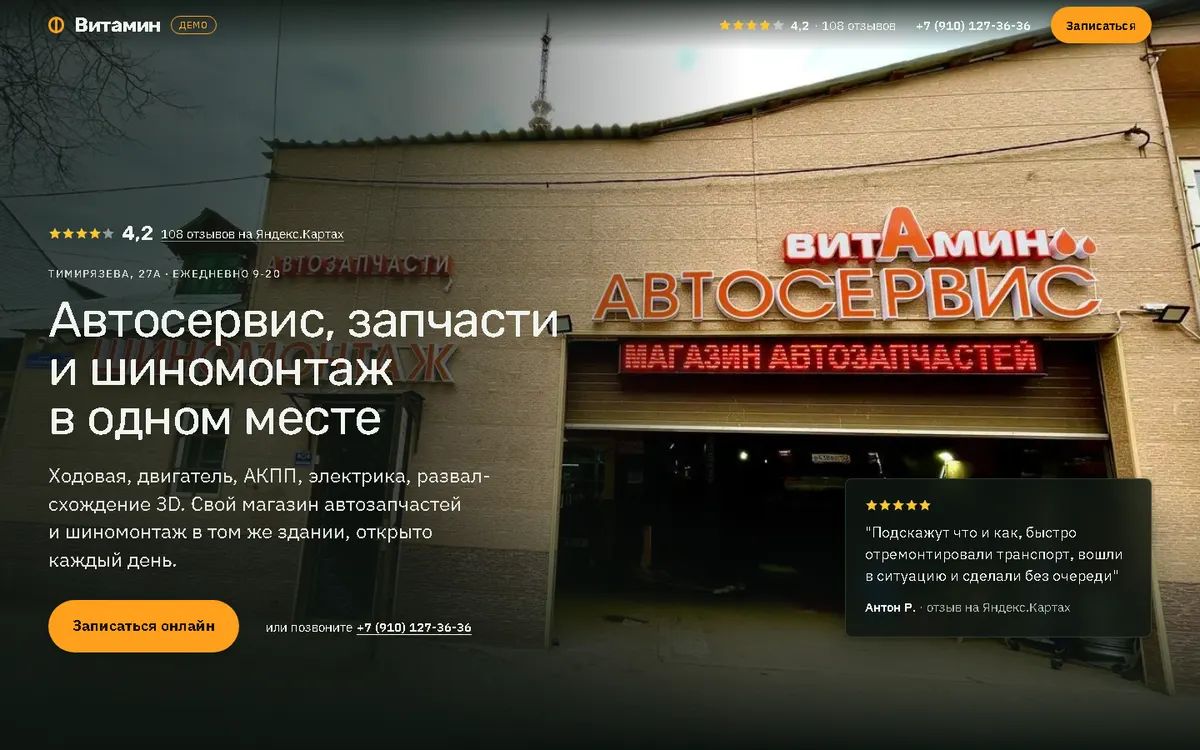 Витамин ДЕМО
4,2 · 108 отзывов +7 (910) 127-36-36 Записаться
4,2 108 отзывов на Яндекс.Картах
ТИМИРЯЗЕВА, 27А · ЕЖЕДНЕВНО 9-20
Автосервис, запчасти
и шиномонтаж
в одном месте
Ходовая, двигатель, АКПП, электрика, развал-
схождение 3D. Свой магазин автозапчастей
и шиномонтаж в том же здании, открыто
каждый день.
Записаться онлайн или позвоните +7 (910) 127-36-36
АВТОЗАПЧАСТИ
ШИНОМОНТАЖ
витАмин
АВТОСЕРВИС
МАГАЗИН АВТОЗАПЧАСТЕЙ
"Подскажут что и как, быстро
отремонтировали транспорт, вошли
в ситуацию и сделали без очереди"
Антон Р. · отзыв на Яндекс.Картах